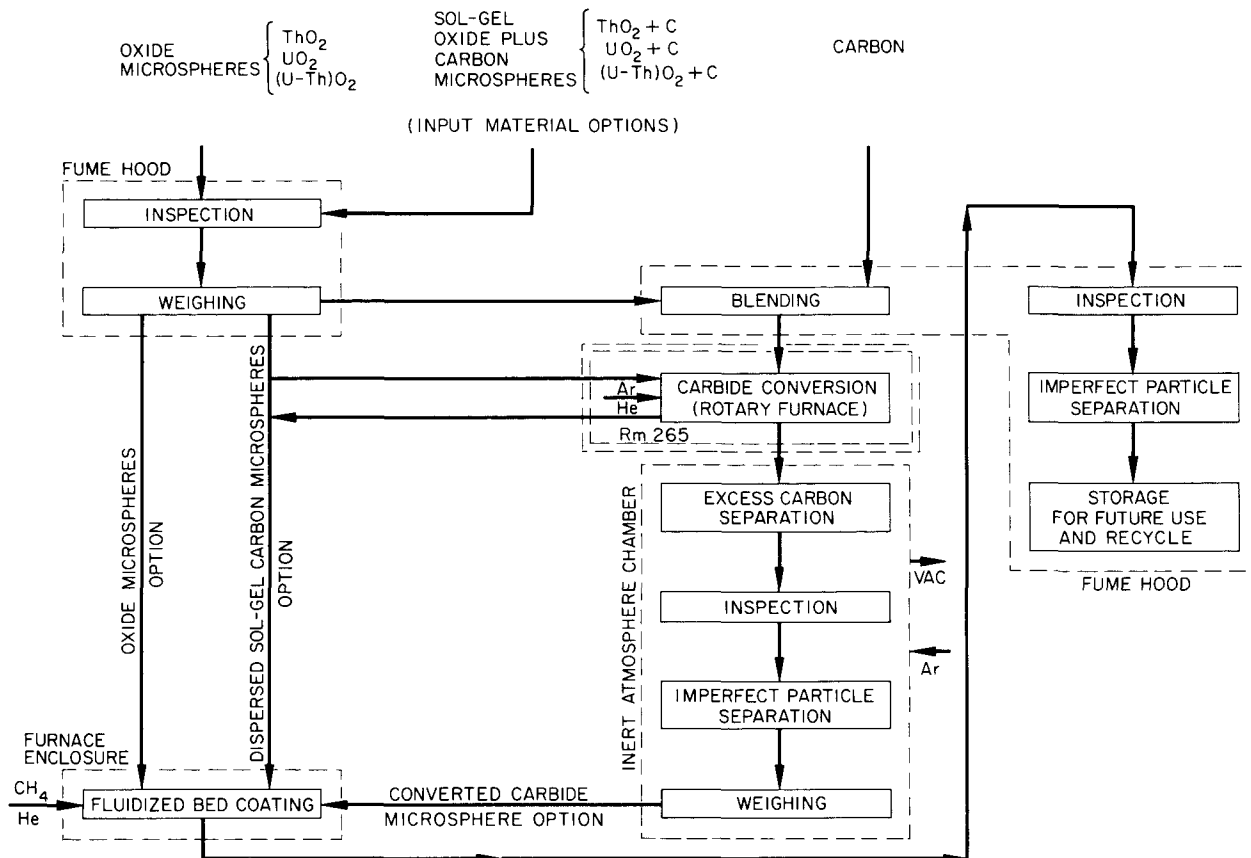 OXIDE
MICROSPHERES
ThO2
UO2
(U-Th)O2
SOL-GEL
OXIDE PLUS
CARBON
MICROSPHERES
ThO2 + C
UO2 + C
(U-Th)O2 + C
CARBON
(INPUT MATERIAL OPTIONS)
FUME HOOD
INSPECTION
WEIGHING
BLENDING
INSPECTION
CARBIDE CONVERSION
(ROTARY FURNACE)
Ar
He
Rm 265
IMPERFECT PARTICLE
SEPARATION
STORAGE
FOR FUTURE USE
AND RECYCLE
FUME HOOD
OXIDE MICROSPHERES
OPTION
DISPERSED SOL-GEL CARBON MICROSPHERES
OPTION
INERT ATMOSPHERE CHAMBER
EXCESS CARBON
SEPARATION
VAC
INSPECTION
Ar
IMPERFECT PARTICLE
SEPARATION
WEIGHING
FURNACE
ENCLOSURE
CH4
He
FLUIDIZED BED COATING
CONVERTED CARBIDE
MICROSPHERE OPTION